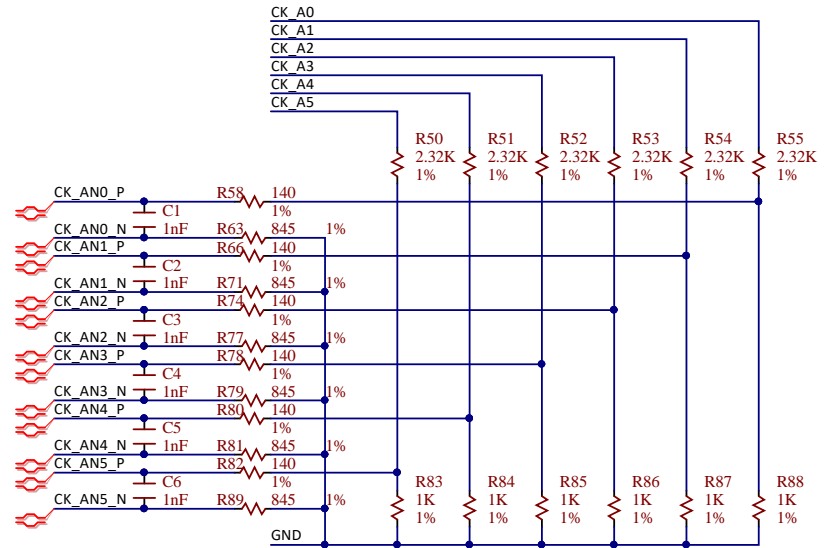 CK_A0
CK_A1
CK_A2
CK_A3
CK_A4
CK_A5
R50 R51 R52 R53 R54 R55
2.32K 2.32K 2.32K 2.32K 2.32K 2.32K
1% 1% 1% 1% 1% 1%
CK_AN0_P R58 140
C1 1%
CK_AN0_N 1nF R63 845 1%
CK_AN1_P R66 140
C2 1%
CK_AN1_N 1nF R71 845 1%
CK_AN2_P R74 140
C3 1%
CK_AN2_N 1nF R77 845 1%
CK_AN3_P R78 140
C4 1%
CK_AN3_N 1nF R79 845 1%
CK_AN4_P R80 140
C5 1%
CK_AN4_N 1nF R81 845 1%
CK_AN5_P R82 140
C6 1%
CK_AN5_N 1nF R89 845 1%
R83 R84 R85 R86 R87 R88
1K 1K 1K 1K 1K 1K
1% 1% 1% 1% 1% 1%
GND